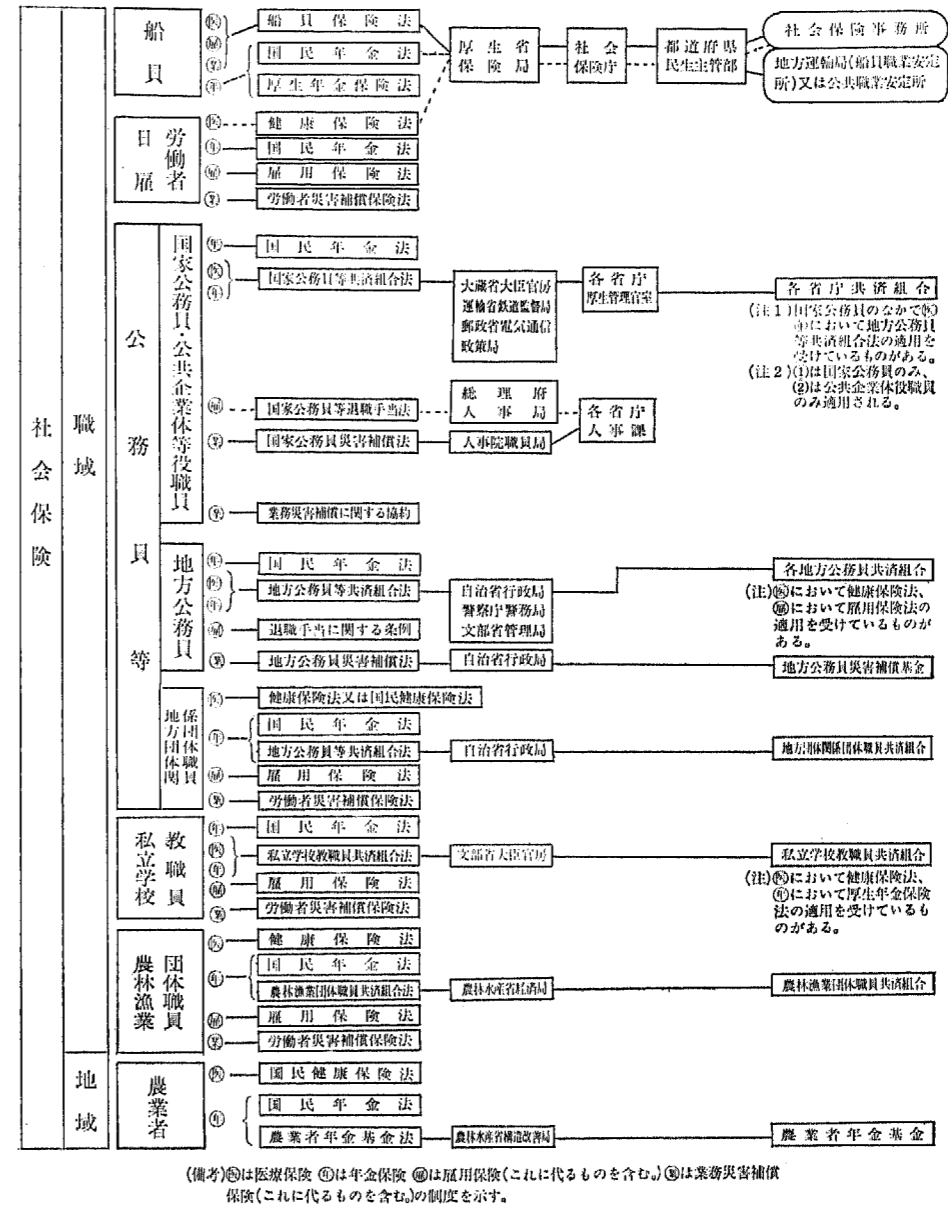 社会保険
職域
船員
医
雇
業
年
船員保険法
国民年金法
厚生年金保険法
厚生省
保険局
社会
保険庁
都道府県
民生主管部
社会保険事務所
地方運輸局(船員職業安定
所)又は公共職業安定所
日雇
労働者
医
健康保険法
年
国民年金法
雇
雇用保険法
業
労働者災害補償保険法
公務員等
国家公務員・公共企業体等役職員
年
国民年金法
医
年
国家公務員等共済組合法
大蔵省大臣官房
運輸省鉄道監督局
郵政省電気通信
政策局
各省庁
厚生管理官室
各省庁共済組合
(注1)国家公務員のなかで医
年において地方公務員
等共済組合法の適用を
受けているものがある。
(注2)(1)は国家公務員のみ、
(2)は公共企業体役職員
のみ適用される。
雇
国家公務員等退職手当法
総理府
人事局
各省庁
人事課
業
国家公務員災害補償法
人事院職員局
業
業務災害補償に関する協約
地方公務員
年
国民年金法
医
年
地方公務員等共済組合法
自治省行政局
警察庁警務局
文部省管理局
各地方公務員共済組合
(注)医において健康保険法、
雇において雇用保険法の
適用を受けているものが
ある。
雇
退職手当に関する条例
業
地方公務員災害補償法
自治省行政局
地方公務員災害補償基金
地方団体関
係団体職員
医
健康保険法又は国民健康保険法
年
国民年金法
地方公務員等共済組合法
自治省行政局
地方団体関係団体職員共済組合
雇
雇用保険法
業
労働者災害補償保険法
私立学校
教職員
年
国民年金法
医
年
私立学校教職員共済組合法
文部省大臣官房
私立学校教職員共済組合
(注)医において健康保険法、
年において厚生年金保険
法の適用を受けているも
のがある。
雇
雇用保険法
業
労働者災害補償保険法
農林漁業
団体職員
医
健康保険法
年
国民年金法
農林漁業団体職員共済組合法
農林水産省経済局
農林漁業団体職員共済組合
雇
雇用保険法
業
労働者災害補償保険法
地域
農業者
医
国民健康保険法
年
国民年金法
農業者年金基金法
農林水産省構造改善局
農業者年金基金
(備考)医は医療保険 年は年金保険 雇は雇用保険(これに代るものを含む。)業は業務災害補償
保険(これに代るものを含む。)の制度を示す。